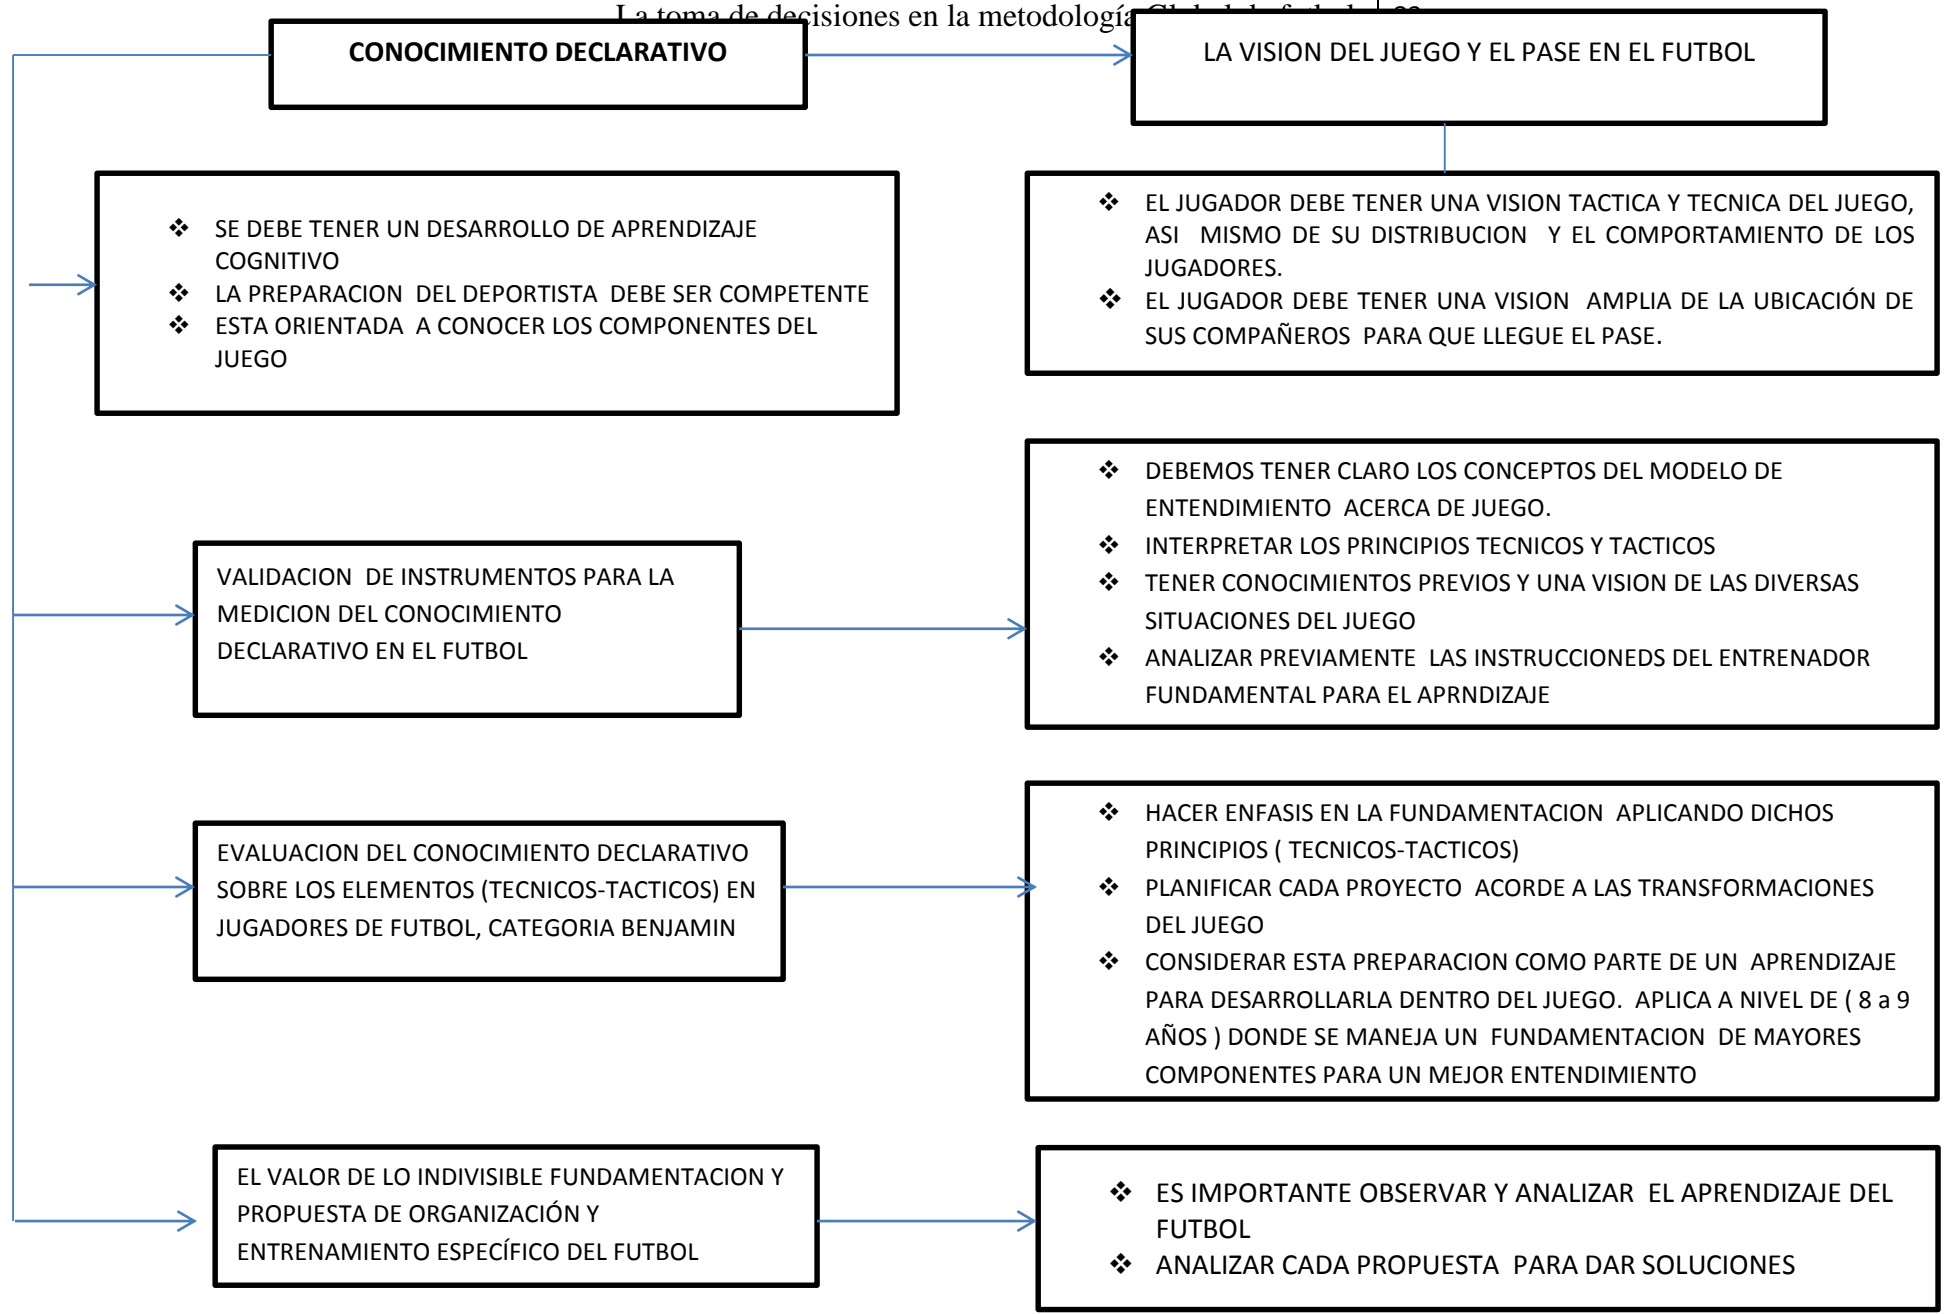 La toma de decisiones en la metodología
CONOCIMIENTO DECLARATIVO
LA VISION DEL JUEGO Y EL PASE EN EL FUTBOL
❖ SE DEBE TENER UN DESARROLLO DE APRENDIZAJE
COGNITIVO
❖ LA PREPARACION DEL DEPORTISTA DEBE SER COMPETENTE
❖ ESTA ORIENTADA A CONOCER LOS COMPONENTES DEL
JUEGO
❖ EL JUGADOR DEBE TENER UNA VISION TACTICA Y TECNICA DEL JUEGO,
ASI MISMO DE SU DISTRIBUCION Y EL COMPORTAMIENTO DE LOS
JUGADORES.
❖ EL JUGADOR DEBE TENER UNA VISION AMPLIA DE LA UBICACIÓN DE
SUS COMPAÑEROS PARA QUE LLEGUE EL PASE.
VALIDACION DE INSTRUMENTOS PARA LA
MEDICION DEL CONOCIMIENTO
DECLARATIVO EN EL FUTBOL
❖ DEBEMOS TENER CLARO LOS CONCEPTOS DEL MODELO DE
ENTENDIMIENTO ACERCA DE JUEGO.
❖ INTERPRETAR LOS PRINCIPIOS TECNICOS Y TACTICOS
❖ TENER CONOCIMIENTOS PREVIOS Y UNA VISION DE LAS DIVERSAS
SITUACIONES DEL JUEGO
❖ ANALIZAR PREVIAMENTE LAS INSTRUCCIONEDS DEL ENTRENADOR
FUNDAMENTAL PARA EL APRNDIZAJE
EVALUACION DEL CONOCIMIENTO DECLARATIVO
SOBRE LOS ELEMENTOS (TECNICOS-TACTICOS) EN
JUGADORES DE FUTBOL, CATEGORIA BENJAMIN
❖ HACER ENFASIS EN LA FUNDAMENTACION APLICANDO DICHOS
PRINCIPIOS ( TECNICOS-TACTICOS)
❖ PLANIFICAR CADA PROYECTO ACORDE A LAS TRANSFORMACIONES
DEL JUEGO
❖ CONSIDERAR ESTA PREPARACION COMO PARTE DE UN APRENDIZAJE
PARA DESARROLLARLA DENTRO DEL JUEGO. APLICA A NIVEL DE ( 8 a 9
AÑOS ) DONDE SE MANEJA UN FUNDAMENTACION DE MAYORES
COMPONENTES PARA UN MEJOR ENTENDIMIENTO
EL VALOR DE LO INDIVISIBLE FUNDAMENTACION Y
PROPUESTA DE ORGANIZACIÓN Y
ENTRENAMIENTO ESPECÍFICO DEL FUTBOL
❖ ES IMPORTANTE OBSERVAR Y ANALIZAR EL APRENDIZAJE DEL
FUTBOL
❖ ANALIZAR CADA PROPUESTA PARA DAR SOLUCIONES